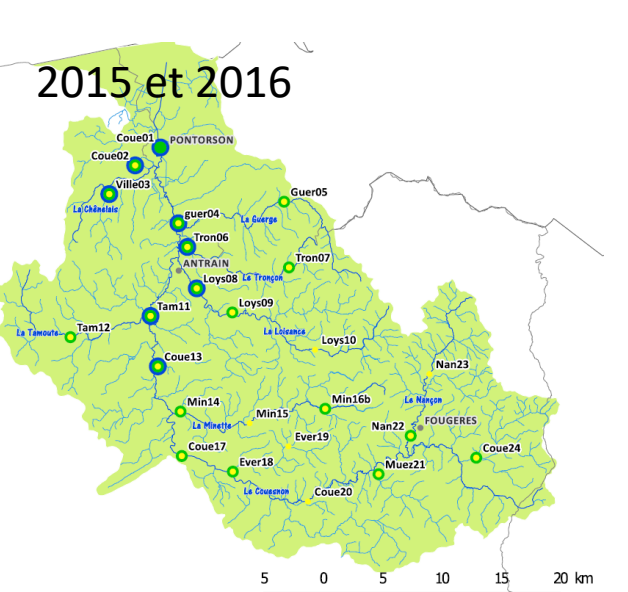 2015 et 2016
Coue01
PONTORSON
Coue02
Ville03
La Chênelais
Guer05
guer04
La Guerge
Tron06
ANTRAIN
Tron07
Le Tronçon
Loys08
Loys09
Tam11
Tam12
La Tamoute
La Loisance
Loys10
Coue13
Nan23
Min14
Min15
Min16b
Le Nançon
La Minette
Nan22
FOUGERES
Ever19
Coue17
Coue24
Ever18
Muez21
Le Couesnon
Coue20
5 0 5 10 15 20 km